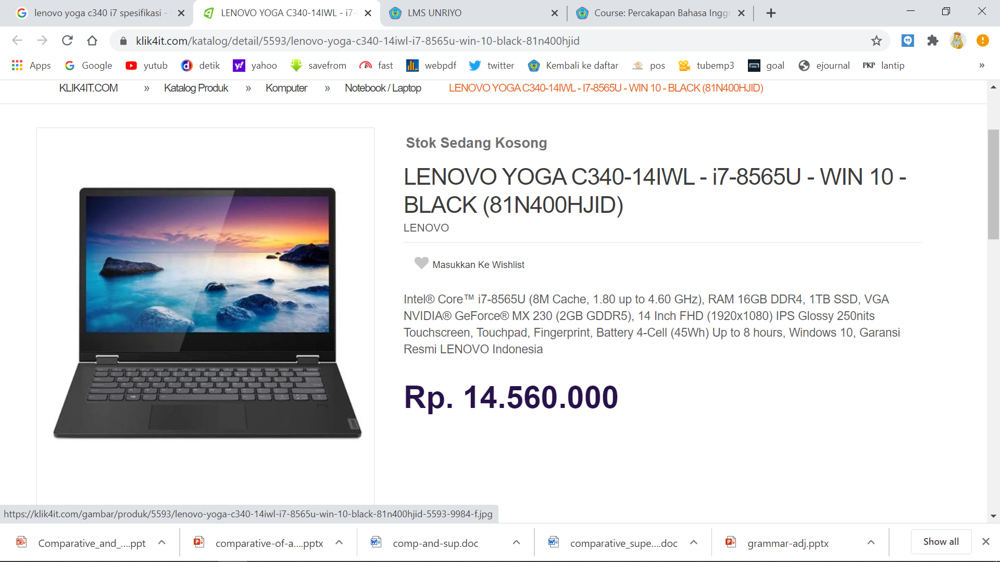 lenovo yoga c340 i7 spesifikasi -
LENOVO YOGA C340-14IWL - i7-
LMS UNRIYO
Course: Percakapan Bahasa Inggr
klik4it.com/katalog/detail/5593/lenovo-yoga-c340-14iwl-i7-8565u-win-10-black-81n400hjid
Apps Google yutub detik yahoo savefrom fast webpdf twitter Kembali ke daftar pos tubemp3 goal ejournal PKP lantip »
KLIK4IT.COM » Katalog Produk » Komputer » Notebook / Laptop LENOVO YOGA C340-14IWL - I7-8565U - WIN 10 - BLACK (81N400HJID)
Stok Sedang Kosong
LENOVO YOGA C340-14IWL - i7-8565U - WIN 10 -
BLACK (81N400HJID)
LENOVO
Masukkan Ke Wishlist
Intel® Core™ i7-8565U (8M Cache, 1.80 up to 4.60 GHz), RAM 16GB DDR4, 1TB SSD, VGA
NVIDIA® GeForce® MX 230 (2GB GDDR5), 14 Inch FHD (1920x1080) IPS Glossy 250nits
Touchscreen, Touchpad, Fingerprint, Battery 4-Cell (45Wh) Up to 8 hours, Windows 10, Garansi
Resmi LENOVO Indonesia
Rp. 14.560.000
https://klik4it.com/gambar/produk/5593/lenovo-yoga-c340-14iwl-i7-8565u-win-10-black-81n400hjid-5593-9984-f.jpg
Comparative_and_....ppt
comparative-of-a....pptx
comp-and-sup.doc
comparative_supe....doc
grammar-adj.pptx
Show all